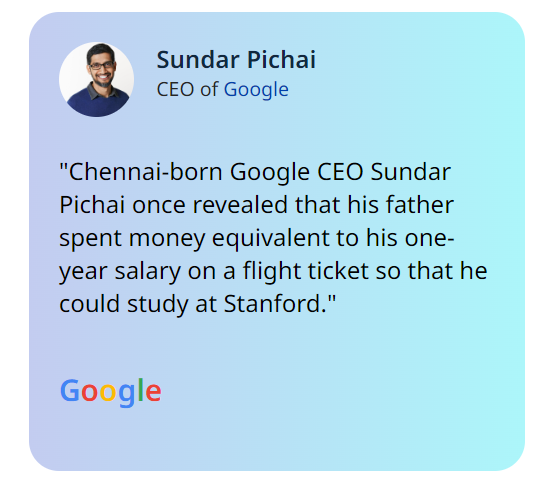 Sundar Pichai
CEO of Google
"Chennai-born Google CEO Sundar
Pichai once revealed that his father
spent money equivalent to his one-
year salary on a flight ticket so that he
could study at Stanford."
Google